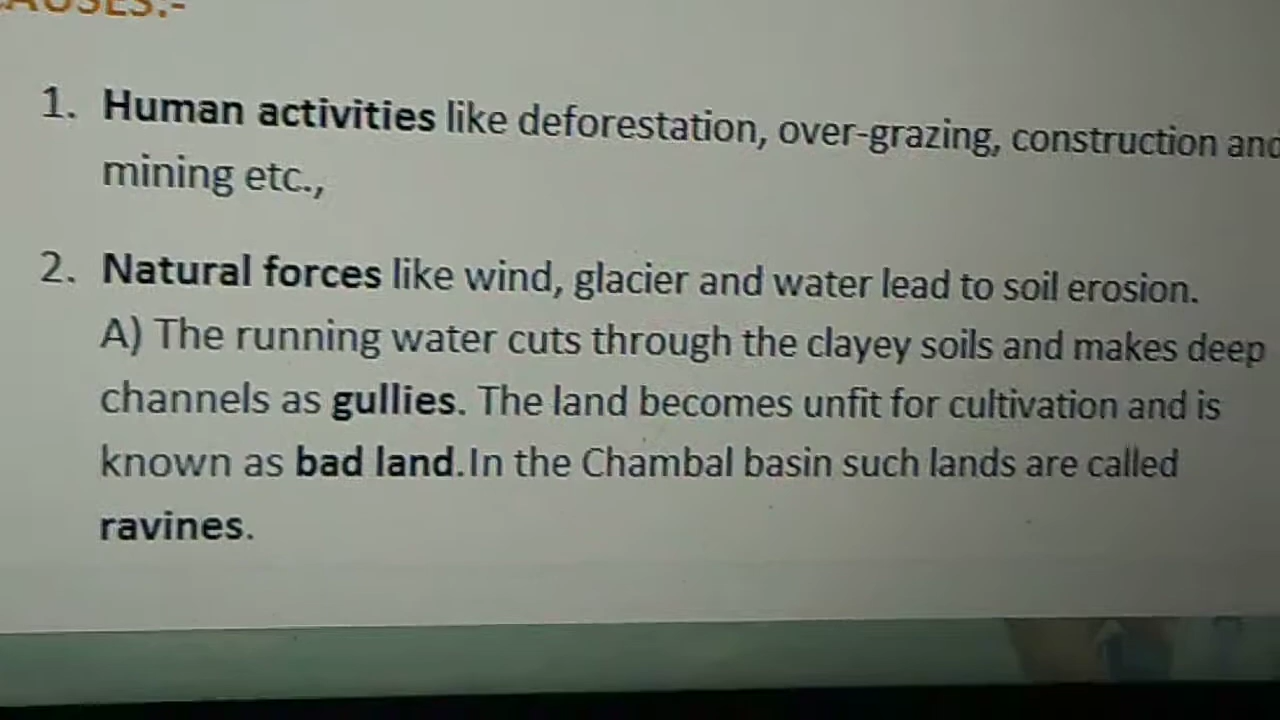 CAUSES:-
1. Human activities like deforestation, over-grazing, construction and
mining etc.,
2. Natural forces like wind, glacier and water lead to soil erosion.
A) The running water cuts through the clayey soils and makes deep
channels as gullies. The land becomes unfit for cultivation and is
known as bad land.In the Chambal basin such lands are called
ravines.